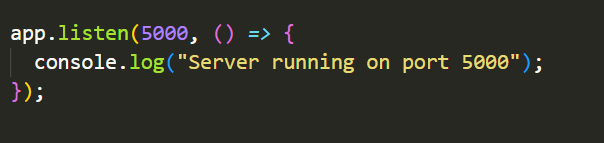 app.listen(5000, () => {
  console.log("Server running on port 5000");
});